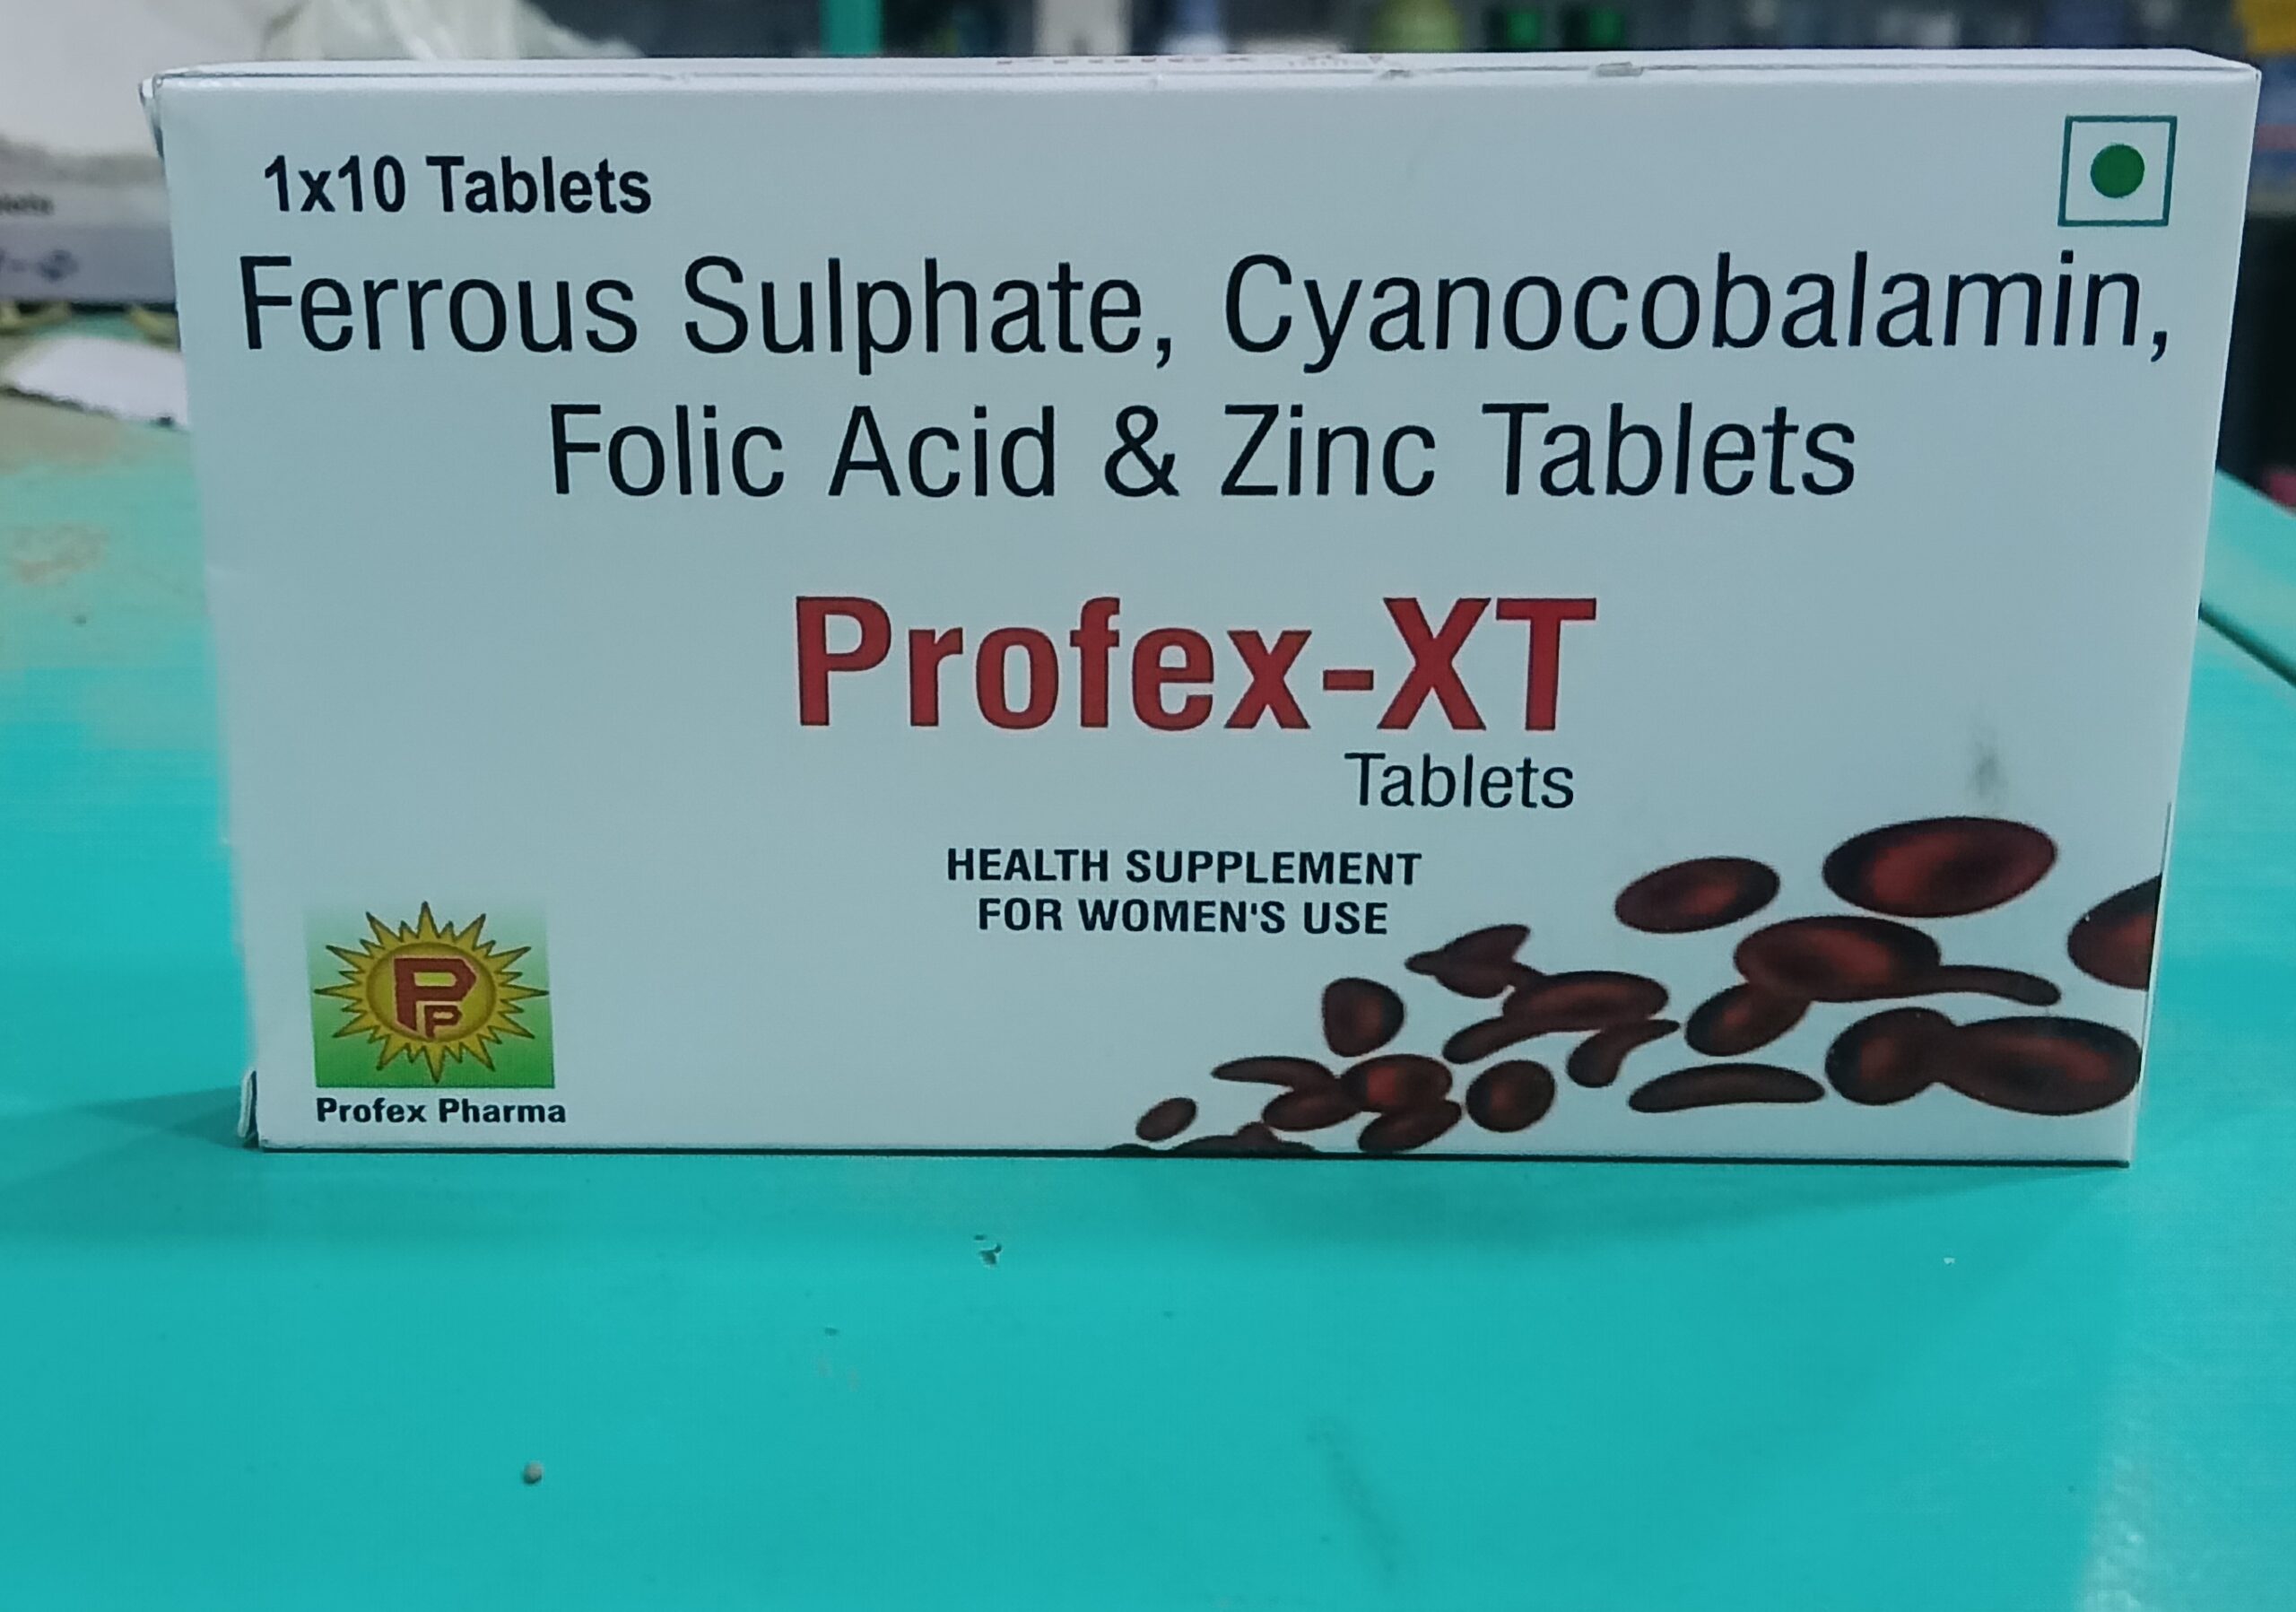 1x10 Tablets
Ferrous Sulphate, Cyanocobalamin,
Folic Acid & Zinc Tablets
Profex-XT
Tablets
HEALTH SUPPLEMENT
FOR WOMEN'S USE
PP
Profex Pharma